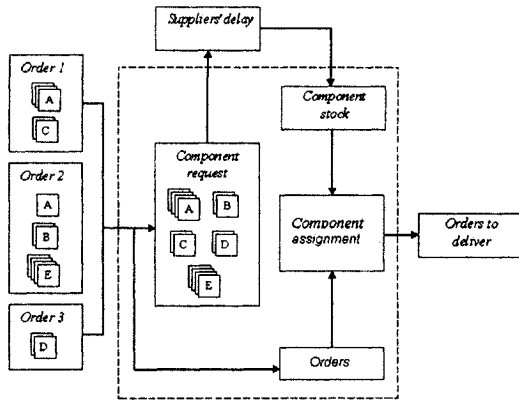 Suppliers' delay
Order 1
A
C
Order 2
A
B
E
Order 3
D
Component
request
A
B
C
D
E
Component
stock
Component
assignment
Orders
Orders to
deliver